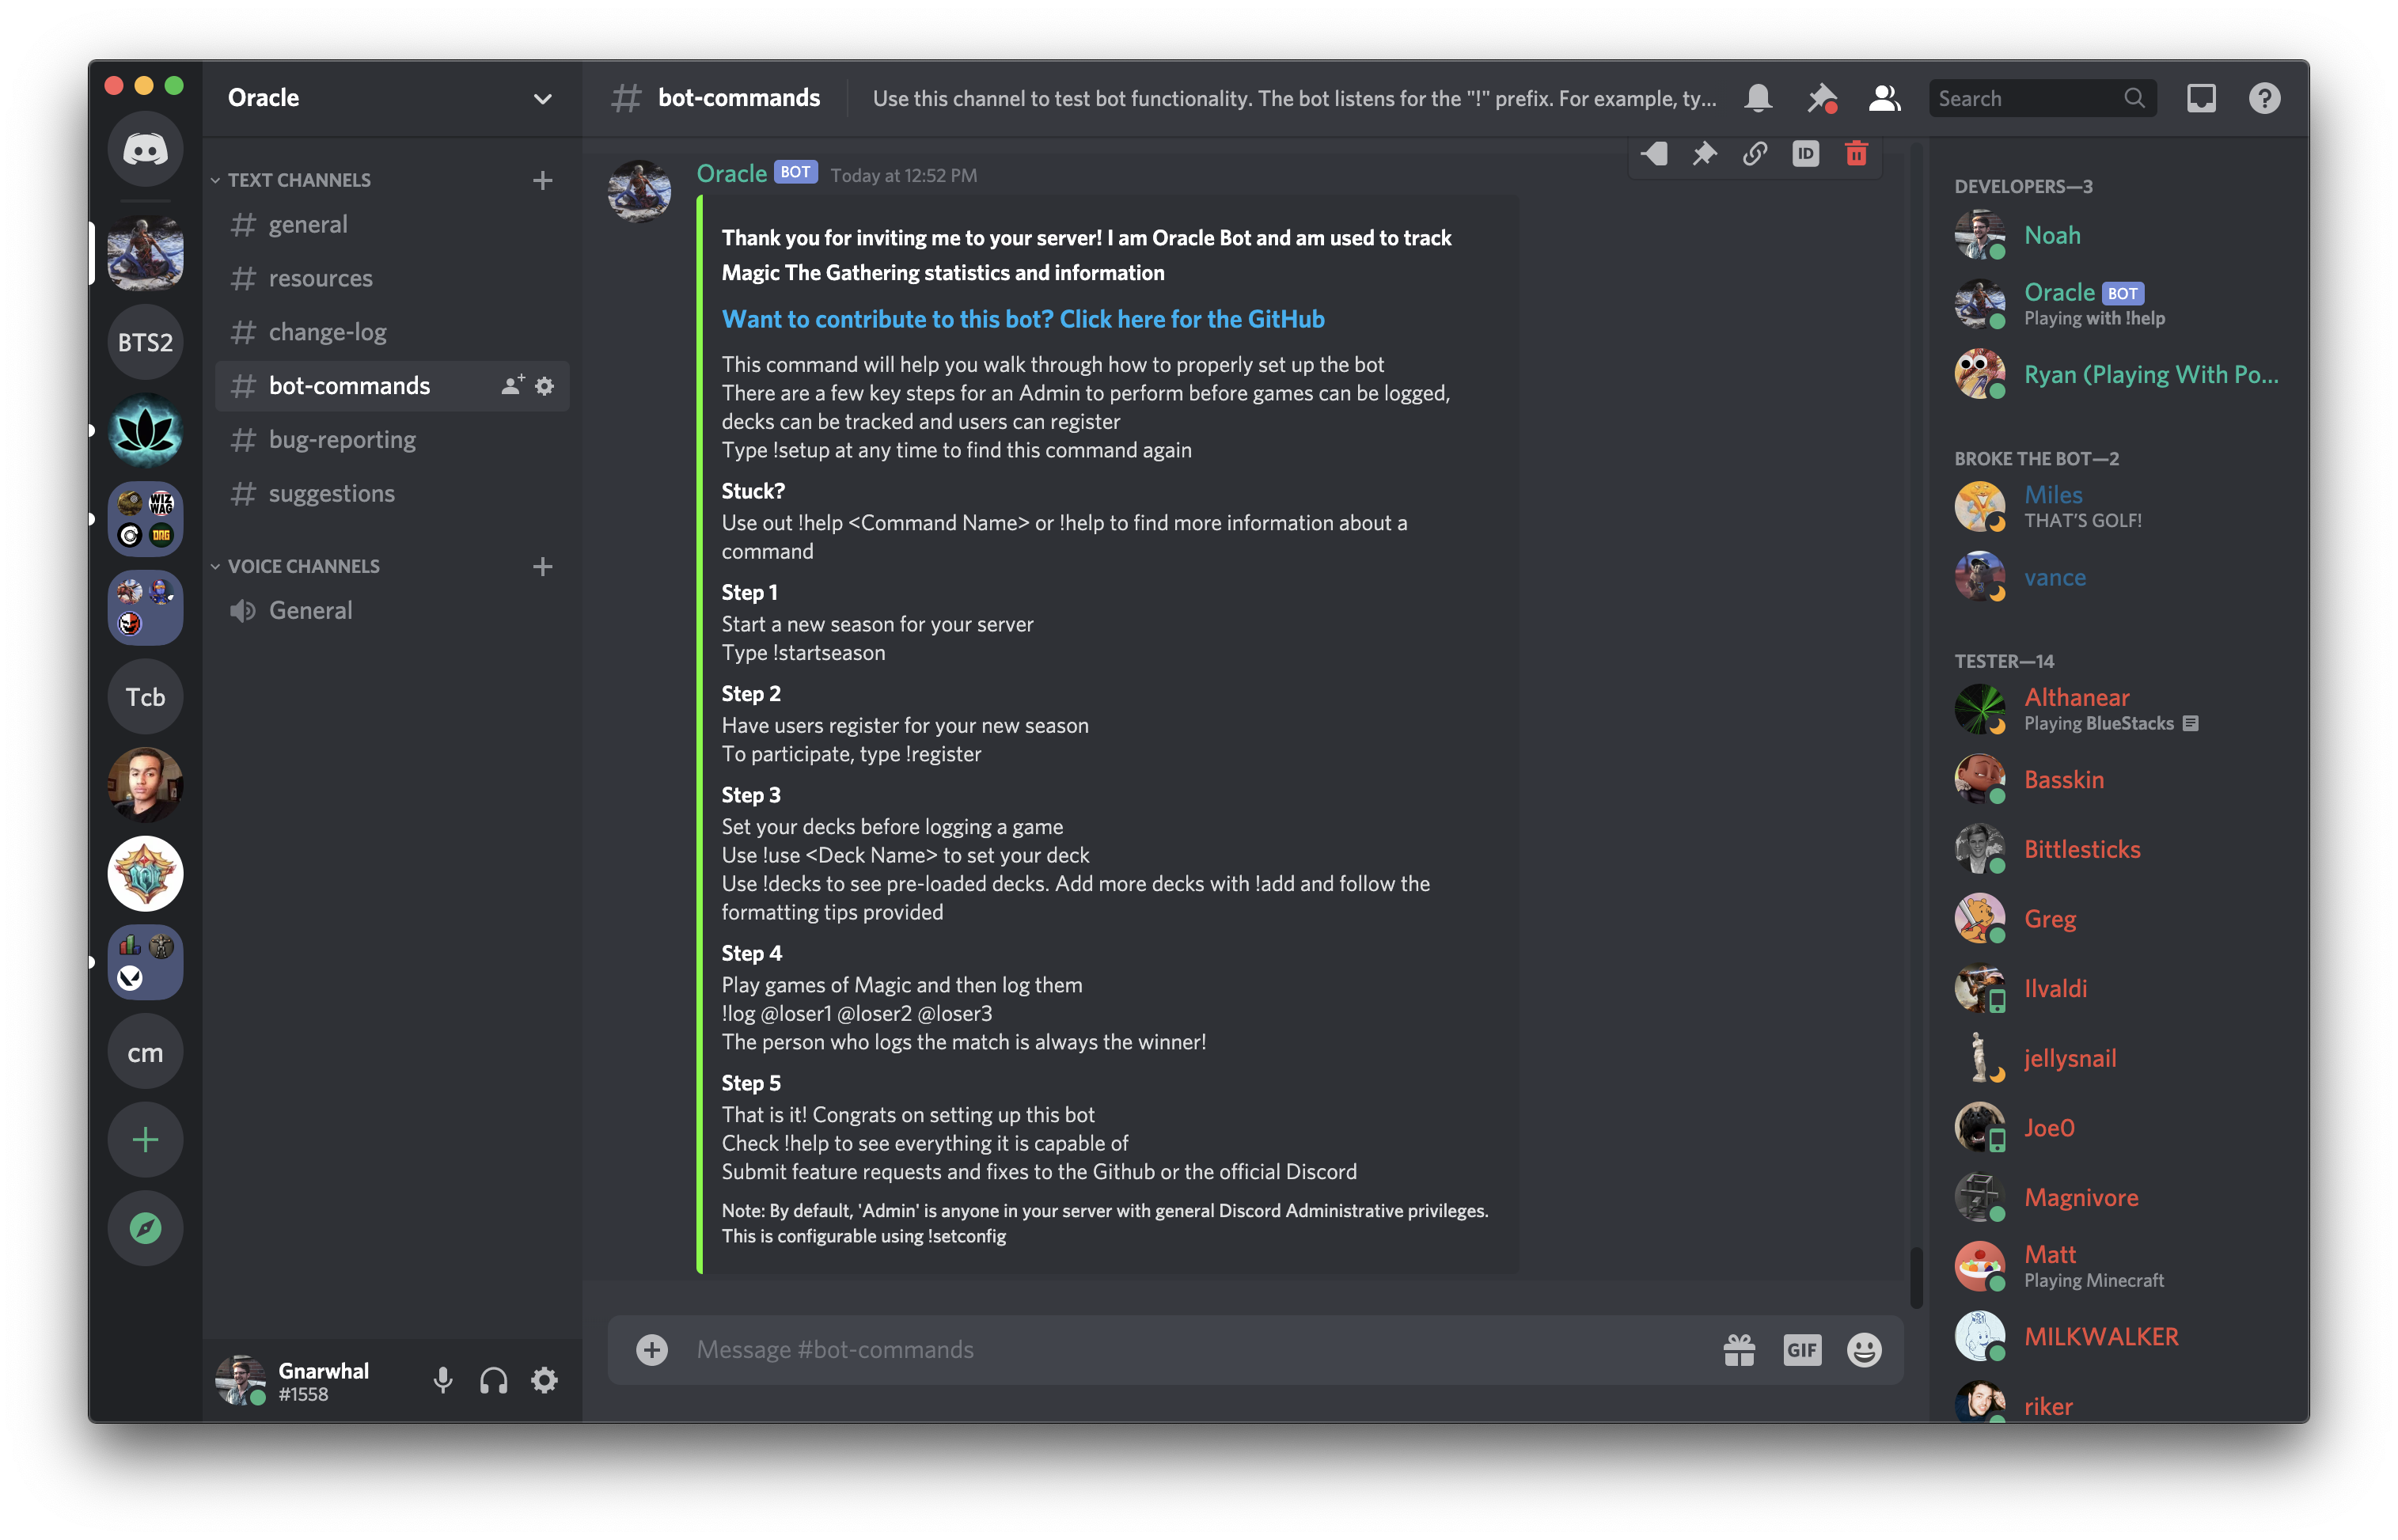 Oracle
TEXT CHANNELS
general
resources
change-log
bot-commands
bug-reporting
suggestions
VOICE CHANNELS
General
BTS2
WIZ
WAG
DNG
Tcb
cm
Gnarwhal
#1558
bot-commands
Use this channel to test bot functionality. The bot listens for the "!" prefix. For example, ty...
Search
Oracle BOT Today at 12:52 PM
ID
Thank you for inviting me to your server! I am Oracle Bot and am used to track
Magic The Gathering statistics and information
Want to contribute to this bot? Click here for the GitHub
This command will help you walk through how to properly set up the bot
There are a few key steps for an Admin to perform before games can be logged,
decks can be tracked and users can register
Type !setup at any time to find this command again
Stuck?
Use out !help <Command Name> or !help to find more information about a
command
Step 1
Start a new season for your server
Type !startseason
Step 2
Have users register for your new season
To participate, type !register
Step 3
Set your decks before logging a game
Use !use <Deck Name> to set your deck
Use !decks to see pre-loaded decks. Add more decks with !add and follow the
formatting tips provided
Step 4
Play games of Magic and then log them
!log @loser1 @loser2 @loser3
The person who logs the match is always the winner!
Step 5
That is it! Congrats on setting up this bot
Check !help to see everything it is capable of
Submit feature requests and fixes to the Github or the official Discord
Note: By default, 'Admin' is anyone in your server with general Discord Administrative privileges.
This is configurable using !setconfig
Message #bot-commands
GIF
DEVELOPERS—3
Noah
Oracle BOT
Playing with !help
Ryan (Playing With Po...
BROKE THE BOT—2
Miles
THAT'S GOLF!
vance
TESTER—14
Althanear
Playing BlueStacks
Basskin
Bittlesticks
Greg
Ilvaldi
jellysnail
Joe0
Magnivore
Matt
Playing Minecraft
MILKWALKER
riker